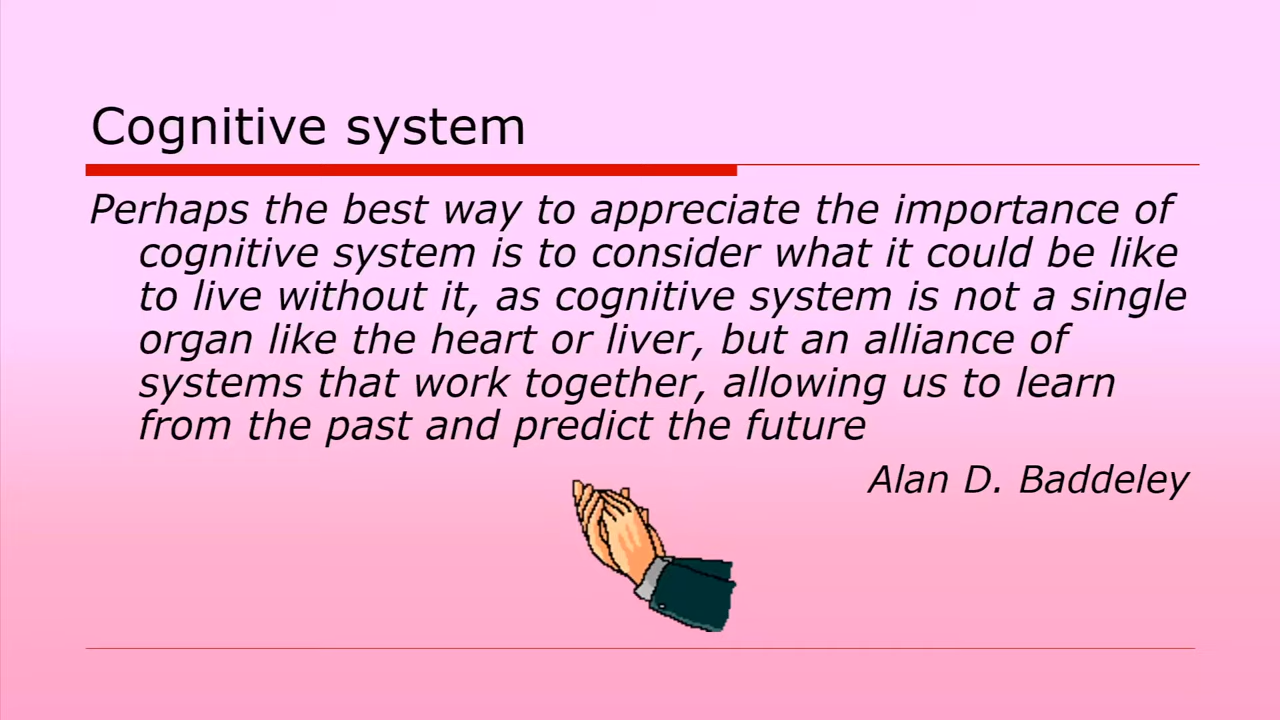 Cognitive system
Perhaps the best way to appreciate the importance of
cognitive system is to consider what it could be like
to live without it, as cognitive system is not a single
organ like the heart or liver, but an alliance of
systems that work together, allowing us to learn
from the past and predict the future
Alan D. Baddeley